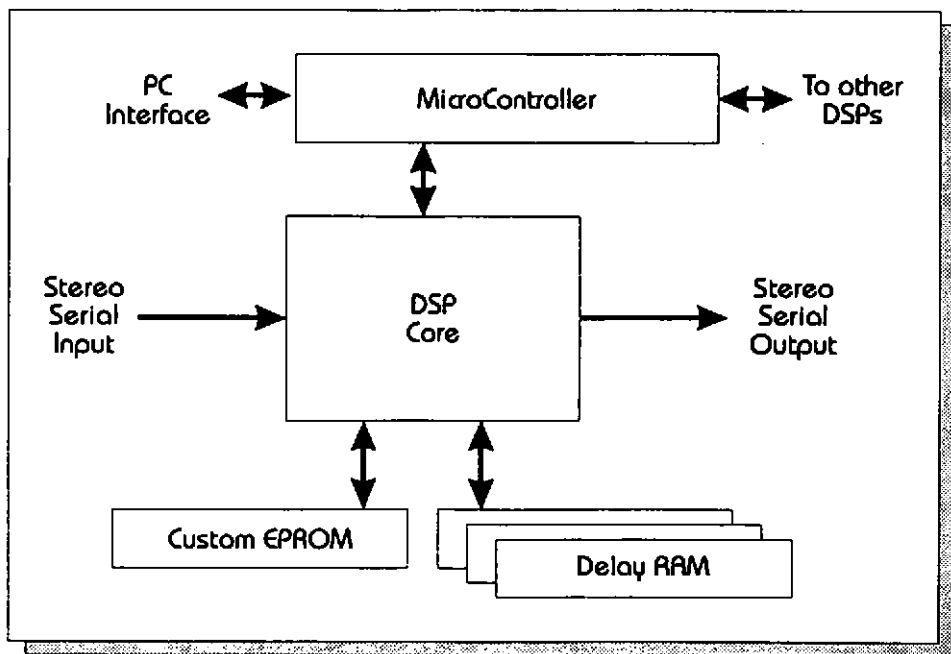 PC
Interface
MicroController
To other
DSPs
Stereo
Serial
Input
DSP
Core
Stereo
Serial
Output
Custom EPROM
Delay RAM